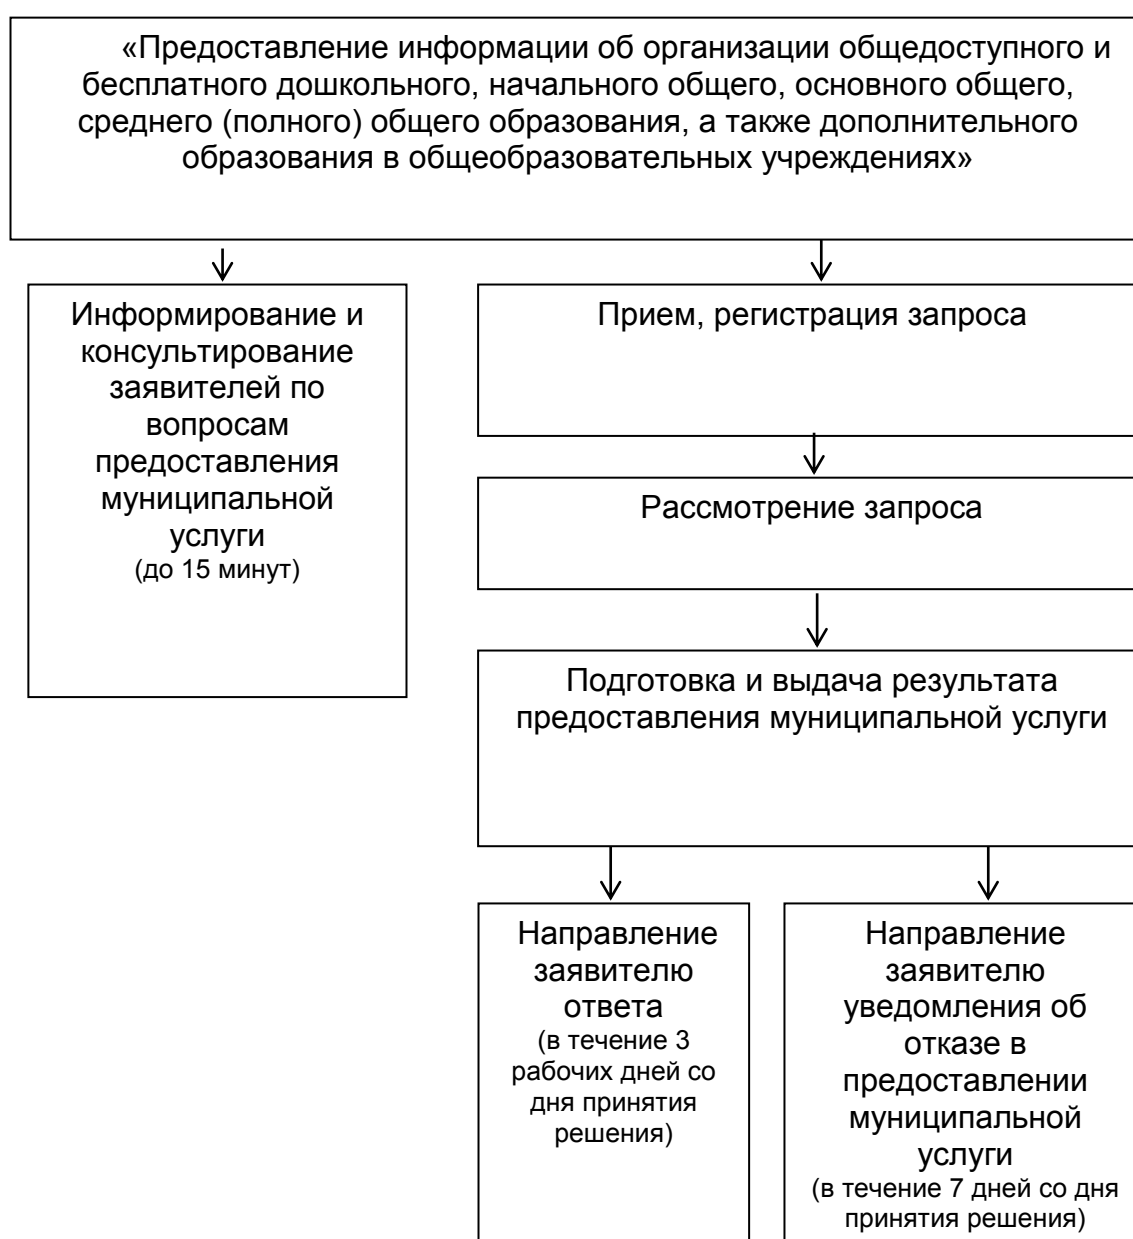 «Предоставление информации об организации общедоступного и
бесплатного дошкольного, начального общего, основного общего,
среднего (полного) общего образования, а также дополнительного
образования в общеобразовательных учреждениях»
Информирование и
консультирование
заявителей по
вопросам
предоставления
муниципальной
услуги
(до 15 минут)
Прием, регистрация запроса
Рассмотрение запроса
Подготовка и выдача результата
предоставления муниципальной услуги
Направление
заявителю
ответа
(в течение 3
рабочих дней со
дня принятия
решения)
Направление
заявителю
уведомления об
отказе в
предоставлении
муниципальной
услуги
(в течение 7 дней со дня
принятия решения)